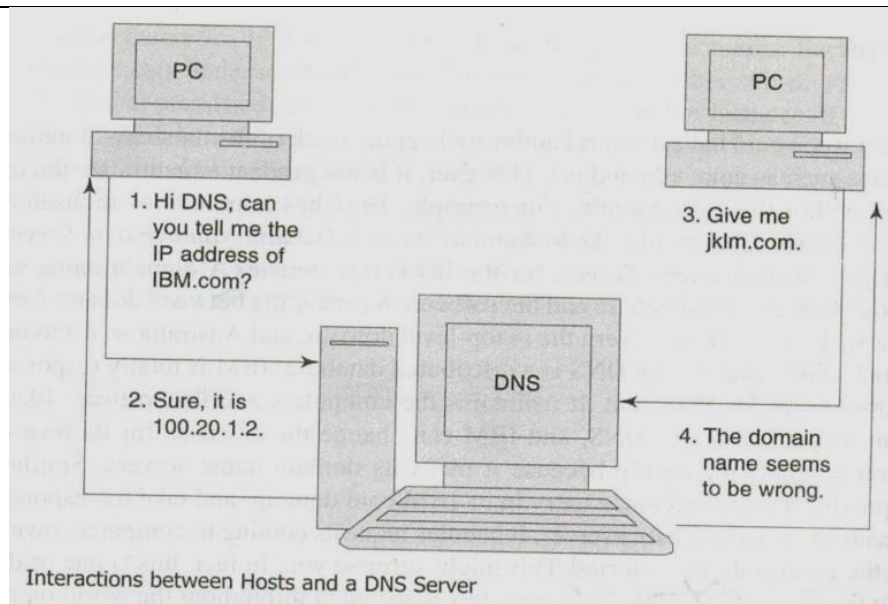 PC
PC
1. Hi DNS, can
you tell me the
IP address of
IBM.com?
3. Give me
jklm.com.
DNS
2. Sure, it is
100.20.1.2.
4. The domain
name seems
to be wrong.
Interactions between Hosts and a DNS Server